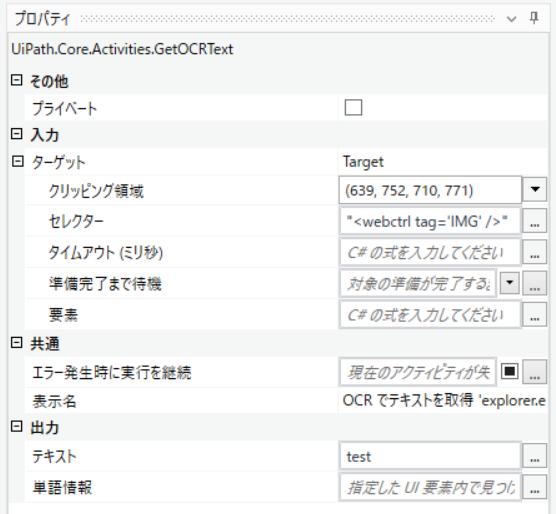 プロパティ
UiPath.Core.Activities.GetOCRText
その他
プライベート
入力
ターゲット Target
クリッピング領域 (639, 752, 710, 771)
セレクター "<webctrl tag='IMG' />" ...
タイムアウト (ミリ秒) C# の式を入力してください ...
準備完了まで待機 対象の準備が完了する ...
要素 C# の式を入力してください ...
共通
エラー発生時に実行を継続 現在のアクティビティが失 ...
表示名 OCR でテキストを取得 'explorer.e
出力
テキスト test ...
単語情報 指定した UI 要素内で見つ ...